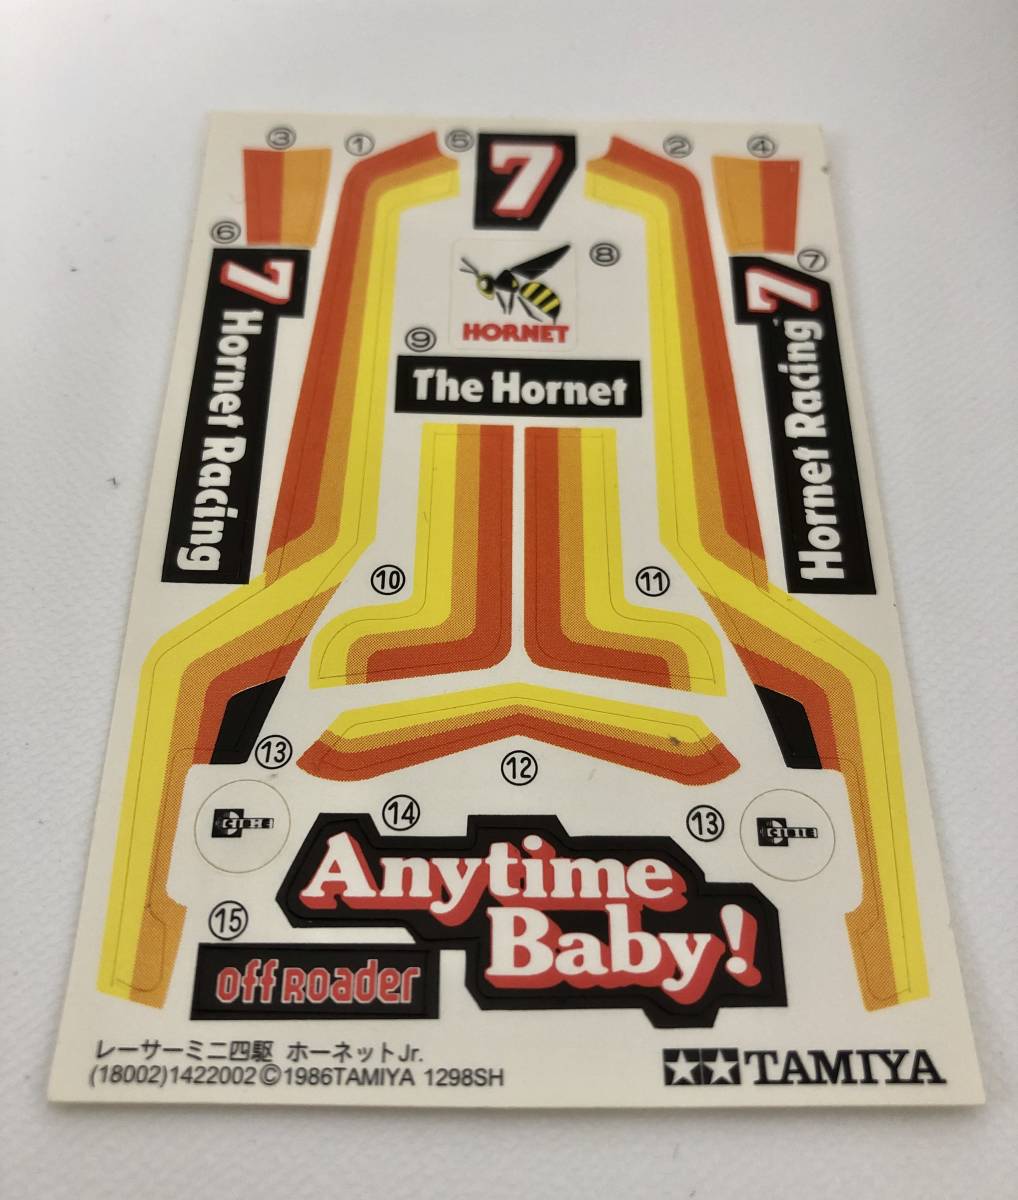 ③
①
⑤
7
②
④
⑥
7 Hornet Racing
⑧
⑦
Hornet Racing 7
HORNET
⑨
The Hornet
⑩
⑪
⑬
⑫
⑭
⑬
Anytime
Baby!
⑮
Off Roader
レーサーミニ四駆 ホーネットJr.
(18002)1422002©1986TAMIYA 1298SH
TAMIYA